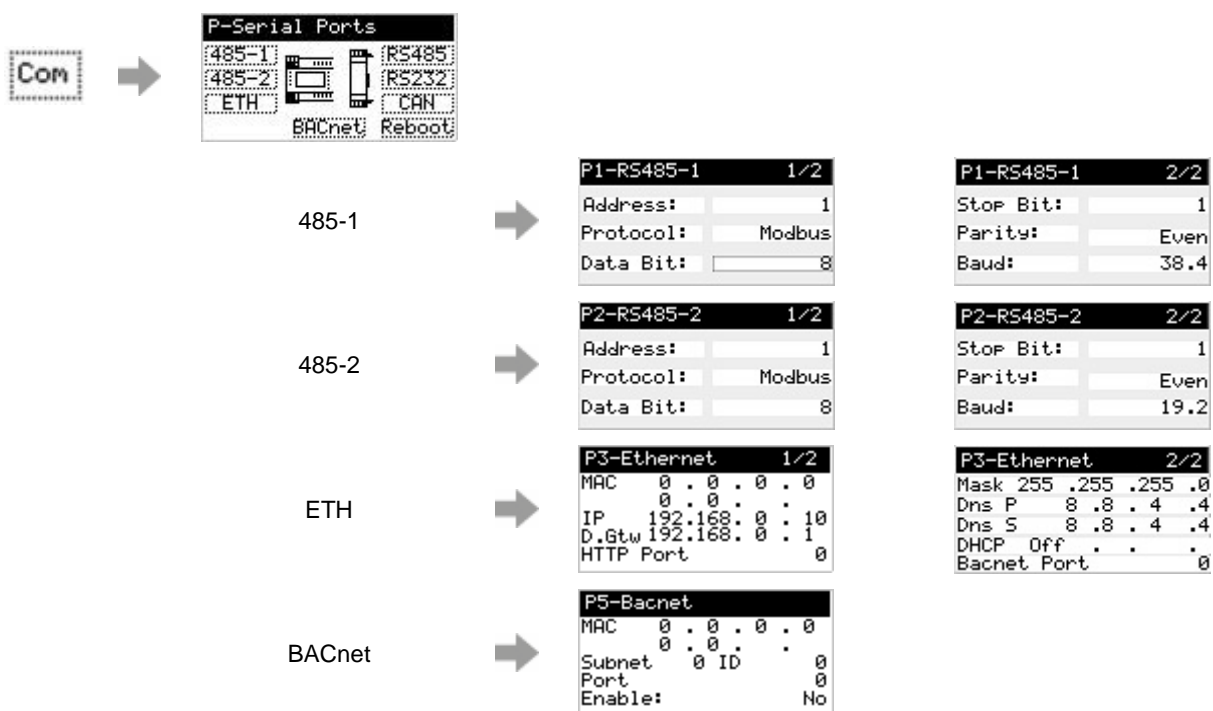 Com
P-Serial Ports
485-1 RS485
485-2 RS232
ETH CAN
BACnet Reboot
485-1
P1-RS485-1 1/2
Address: 1
Protocol: Modbus
Data Bit: 8
P1-RS485-1 2/2
Stop Bit: 1
Parity: Even
Baud: 38.4
485-2
P2-RS485-2 1/2
Address: 1
Protocol: Modbus
Data Bit: 8
P2-RS485-2 2/2
Stop Bit: 1
Parity: Even
Baud: 19.2
ETH
P3-Ethernet 1/2
MAC 0 . 0 . 0 . 0
0 . 0 . .
IP 192.168. 0 . 10
D.Gtw 192.168. 0 . 1
HTTP Port 0
P3-Ethernet 2/2
Mask 255 .255 .255 .0
Dns P 8 .8 . 4 .4
Dns S 8 .8 . 4 .4
DHCP Off . . .
Bacnet Port 0
BACnet
P5-Bacnet
MAC 0 . 0 . 0 . 0
0 . 0 . .
Subnet 0 ID 0
Port 0
Enable: No